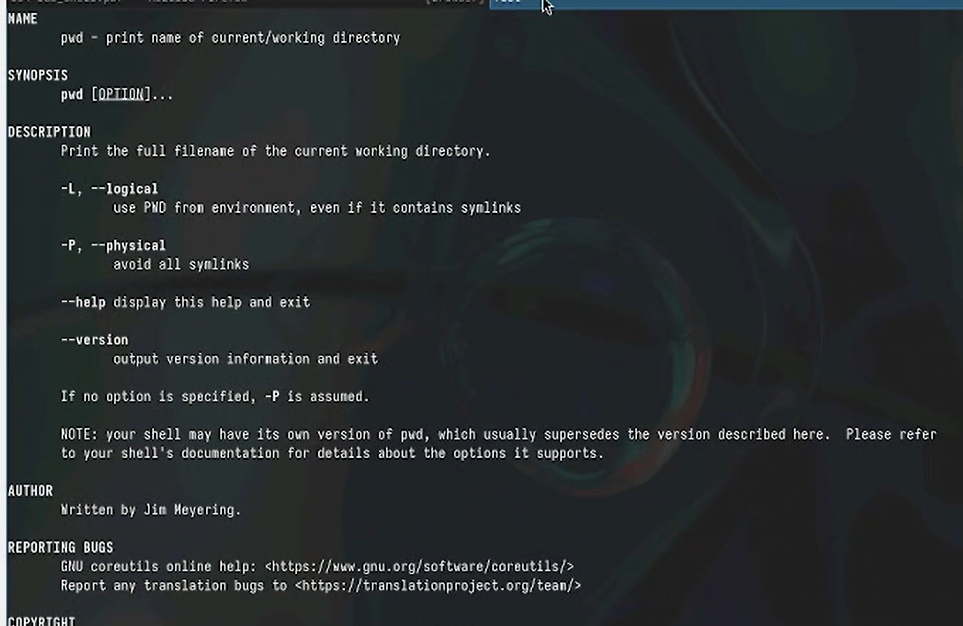 NAME
pwd - print name of current/working directory
SYNOPSIS
pwd [OPTION]...
DESCRIPTION
Print the full filename of the current working directory.
-L, --logical
use PWD from environment, even if it contains symlinks
-P, --physical
avoid all symlinks
--help display this help and exit
--version
output version information and exit
If no option is specified, -P is assumed.
NOTE: your shell may have its own version of pwd, which usually supersedes the version described here. Please refer
to your shell's documentation for details about the options it supports.
AUTHOR
Written by Jim Meyering.
REPORTING BUGS
GNU coreutils online help: <https://www.gnu.org/software/coreutils/>
Report any translation bugs to <https://translationproject.org/team/>
COPYRIGHT